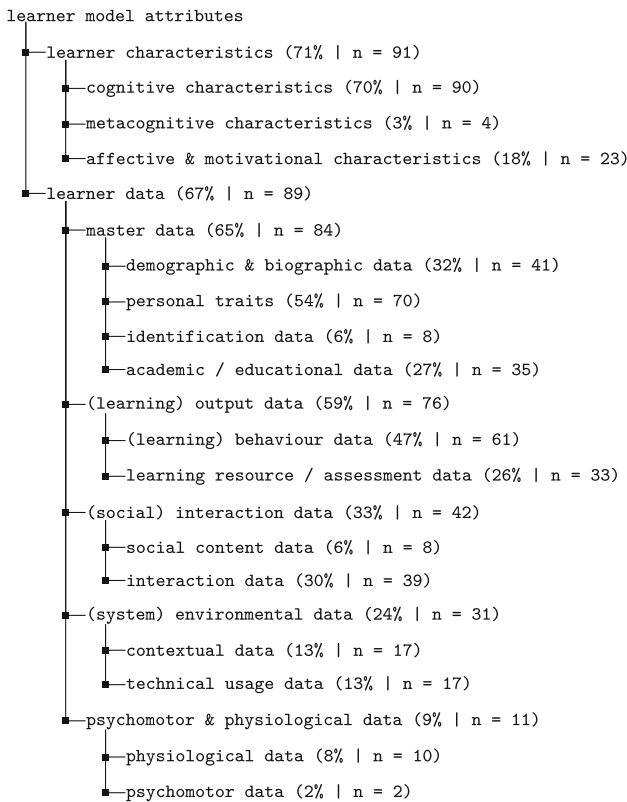 learner model attributes
learner characteristics (71% | n = 91)
cognitive characteristics (70% | n = 90)
metacognitive characteristics (3% | n = 4)
affective & motivational characteristics (18% | n = 23)
learner data (67% | n = 89)
master data (65% | n = 84)
demographic & biographic data (32% | n = 41)
personal traits (54% | n = 70)
identification data (6% | n = 8)
academic / educational data (27% | n = 35)
(learning) output data (59% | n = 76)
(learning) behaviour data (47% | n = 61)
learning resource / assessment data (26% | n = 33)
(social) interaction data (33% | n = 42)
social content data (6% | n = 8)
interaction data (30% | n = 39)
(system) environmental data (24% | n = 31)
contextual data (13% | n = 17)
technical usage data (13% | n = 17)
psychomotor & physiological data (9% | n = 11)
physiological data (8% | n = 10)
psychomotor data (2% | n = 2)